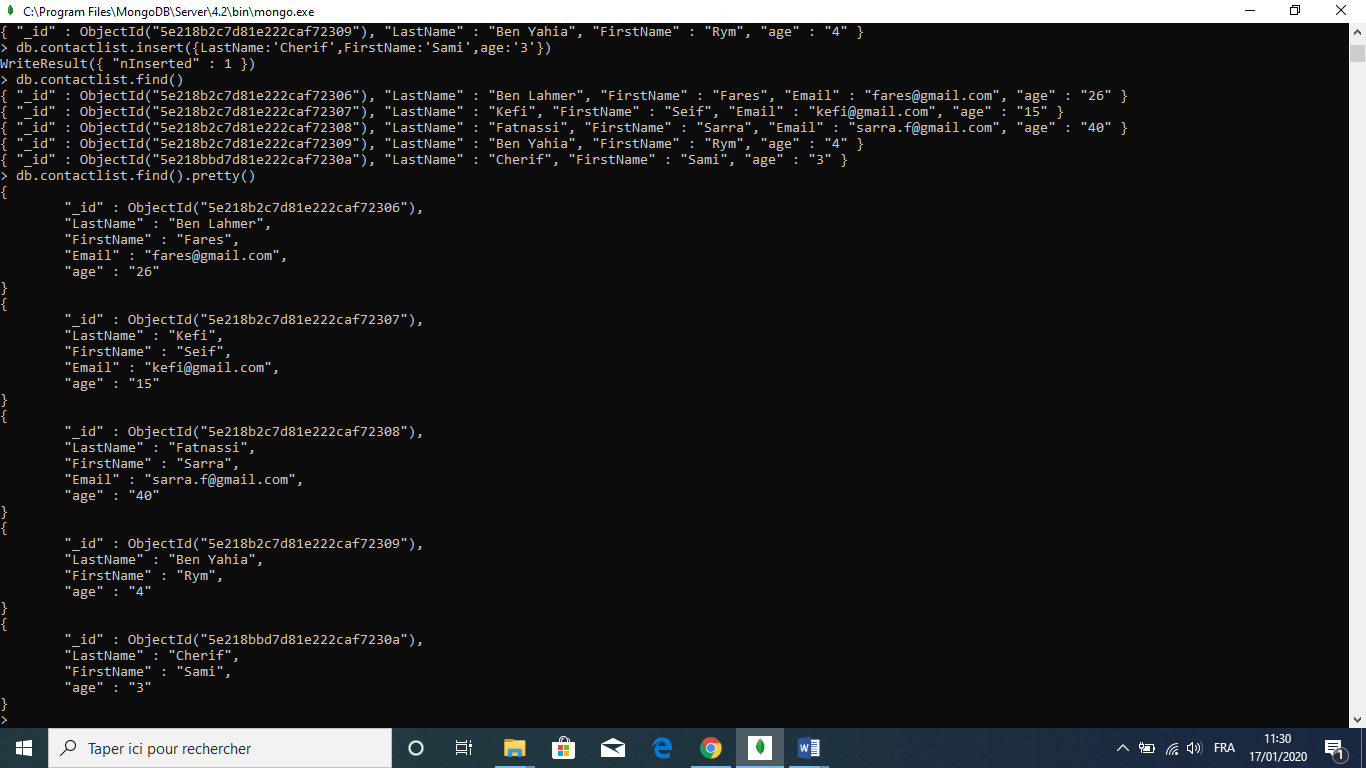 C:\Program Files\MongoDB\Server\4.2\bin\mongo.exe
{ "_id" : ObjectId("5e218b2c7d81e222caf72309"), "LastName" : "Ben Yahia", "FirstName" : "Rym", "age" : "4" }
> db.contactlist.insert({LastName:'Cherif',FirstName:'Sami',age:'3'})
WriteResult({ "nInserted" : 1 })
> db.contactlist.find()
{ "_id" : ObjectId("5e218b2c7d81e222caf72306"), "LastName" : "Ben Lahmer", "FirstName" : "Fares", "Email" : "fares@gmail.com", "age" : "26" }
{ "_id" : ObjectId("5e218b2c7d81e222caf72307"), "LastName" : "Kefi", "FirstName" : "Seif", "Email" : "kefi@gmail.com", "age" : "15" }
{ "_id" : ObjectId("5e218b2c7d81e222caf72308"), "LastName" : "Fatnassi", "FirstName" : "Sarra", "Email" : "sarra.f@gmail.com", "age" : "40" }
{ "_id" : ObjectId("5e218b2c7d81e222caf72309"), "LastName" : "Ben Yahia", "FirstName" : "Rym", "age" : "4" }
{ "_id" : ObjectId("5e218bbd7d81e222caf7230a"), "LastName" : "Cherif", "FirstName" : "Sami", "age" : "3" }
> db.contactlist.find().pretty()
{
"_id" : ObjectId("5e218b2c7d81e222caf72306"),
"LastName" : "Ben Lahmer",
"FirstName" : "Fares",
"Email" : "fares@gmail.com",
"age" : "26"
}
{
"_id" : ObjectId("5e218b2c7d81e222caf72307"),
"LastName" : "Kefi",
"FirstName" : "Seif",
"Email" : "kefi@gmail.com",
"age" : "15"
}
{
"_id" : ObjectId("5e218b2c7d81e222caf72308"),
"LastName" : "Fatnassi",
"FirstName" : "Sarra",
"Email" : "sarra.f@gmail.com",
"age" : "40"
}
{
"_id" : ObjectId("5e218b2c7d81e222caf72309"),
"LastName" : "Ben Yahia",
"FirstName" : "Rym",
"age" : "4"
}
{
"_id" : ObjectId("5e218bbd7d81e222caf7230a"),
"LastName" : "Cherif",
"FirstName" : "Sami",
"age" : "3"
}
>
Taper ici pour rechercher
FRA
11:30
17/01/2020
1